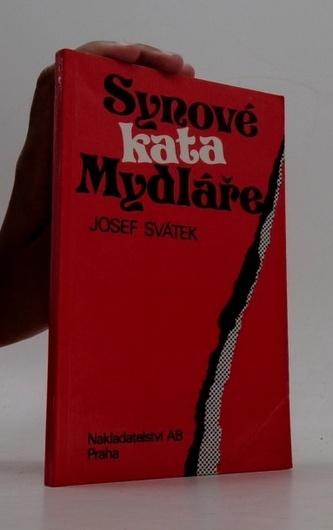 Synové
kata
Mydláře
JOSEF SVÁTEK
Nakladatelství AB
Praha